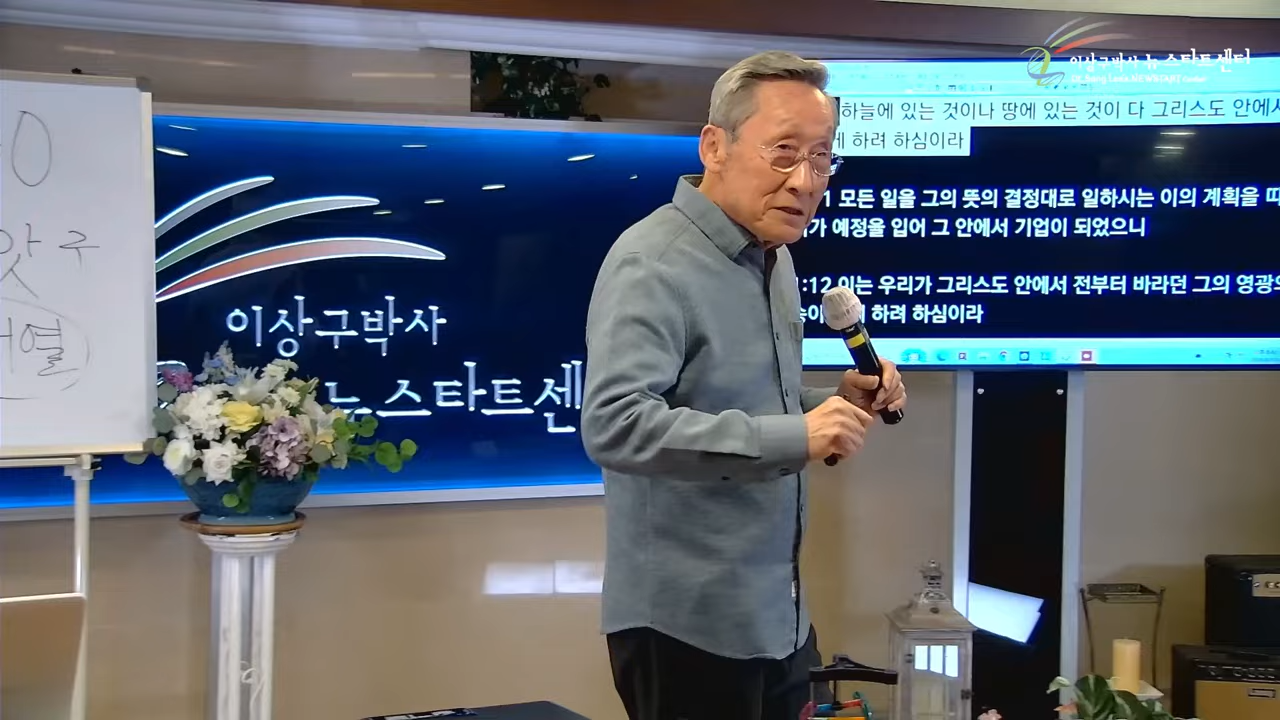 이상구박사 뉴스타트센터
Dr. Sang Lee's NEWSTART Center
하늘에 있는 것이나 땅에 있는 것이 다 그리스도 안에서
하려 하심이라
모든 일을 그의 뜻의 결정대로 일하시는 이의 계획을
예정을 입어 그 안에서 기업이 되었으니
:12 이는 우리가 그리스도 안에서 전부터 바라던 그의
하려 하심이라
이상구박사
뉴스타트센
0
앗 구
열)